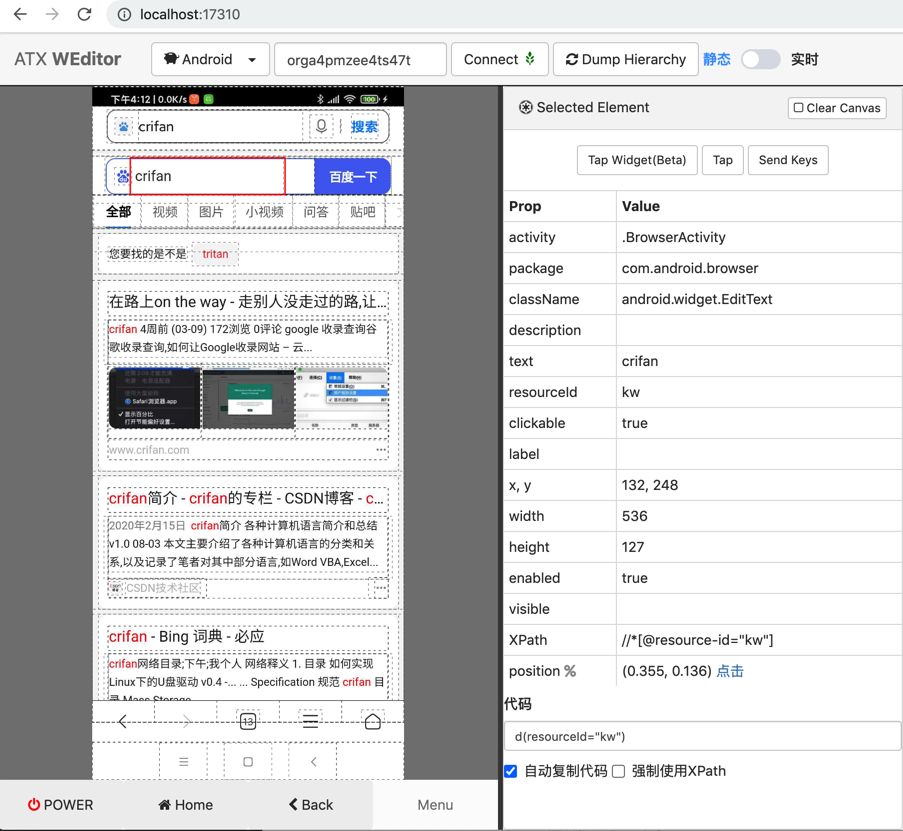 localhost:17310
ATX WEditor
Android
orga4pmzee4ts47t
Connect
Dump Hierarchy
静态
实时
下午4:12 | 0.0K/s
100
crifan
搜索
crifan
百度一下
全部 视频 图片 小视频 问答 贴吧
您要找的是不是 tritan
在路上on the way - 走别人没走过的路,让...
crifan 4周前 (03-09) 172浏览 0评论 google 收录查询谷
歌收录查询,如何让Google收录网站 – 云...
使用大量能耗
Safari浏览器.app
显示百分比
打开节能偏好设置...
www.crifan.com
crifan简介 - crifan的专栏 - CSDN博客 - c...
2020年2月15日 crifan简介 各种计算机语言简介和总结
v1.0 08-03 本文主要介绍了各种计算机语言的分类和关
系,以及记录了笔者对其中部分语言,如Word VBA,Excel...
CSDN技术社区
crifan - Bing 词典 - 必应
crifan网络目录;下午;我个人 网络释义 1. 目录 如何实现
Linux下的U盘驱动 v0.4 -... ... Specification 规范 crifan 目
录 Mass Storage
13
POWER
Home
Back
Menu
Selected Element
Clear Canvas
Tap Widget(Beta)
Tap
Send Keys
Prop Value
activity .BrowserActivity
package com.android.browser
className android.widget.EditText
description
text crifan
resourceId kw
clickable true
label
x, y 132, 248
width 536
height 127
enabled true
visible
XPath //*[@resource-id="kw"]
position % (0.355, 0.136) 点击
代码
d(resourceId="kw")
自动复制代码 强制使用XPath